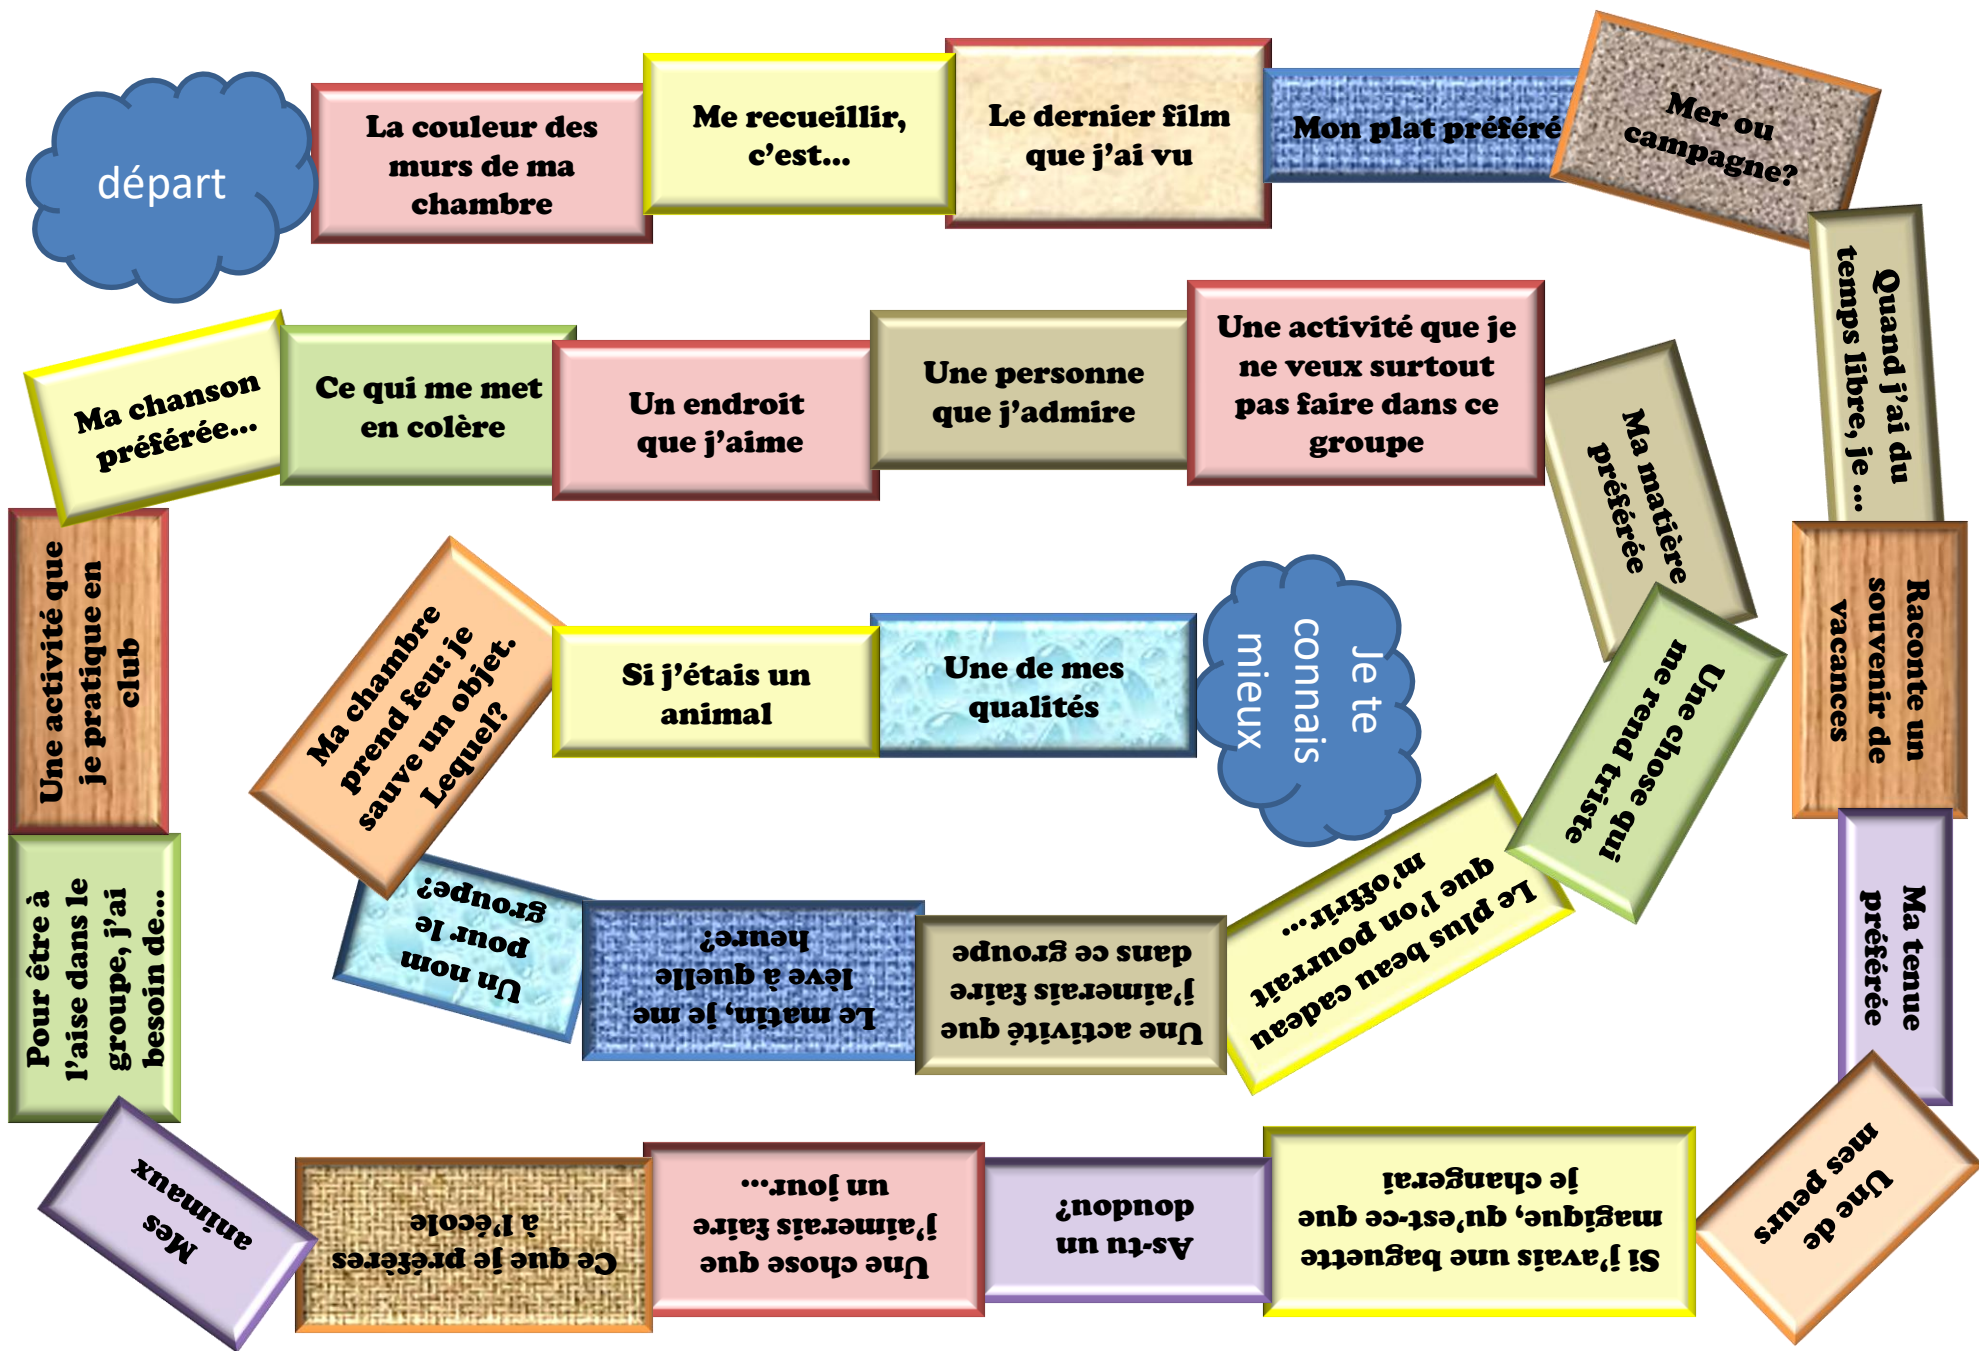 départ
La couleur des
murs de ma
chambre
Me recueillir,
c'est...
Le dernier film
que j'ai vu
Mon plat préféré
Mer ou
campagne?
Quand j'ai du
temps libre, je ...
Raconte un
souvenir de
vacances
Ma tenue
préférée
Une de
mes peurs
Si j'avais une baguette
magique, qu'est-ce que
je changerai
As-tu un
doudou?
Une chose que
j'aimerais faire
un jour...
Ce que je préfères
à l'école
Mes
animaux
Pour être à
l'aise dans le
groupe, j'ai
besoin de...
Une activité que
je pratique en
club
Ma chanson
préférée...
Ce qui me met
en colère
Un endroit
que j'aime
Une personne
que j'admire
Une activité que je
ne veux surtout
pas faire dans ce
groupe
Ma matière
préférée
Une chose qui
me rend triste
Le plus beau cadeau
que l'on pourrait
m'offrir...
Une activité que
j'aimerais faire
dans ce groupe
Le matin, je me
lève à quelle
heure?
Un nom
pour le
groupe?
Ma chambre
prend feu: je
sauve un objet.
Lequel?
Si j'étais un
animal
Une de mes
qualités
Je te
connais
mieux